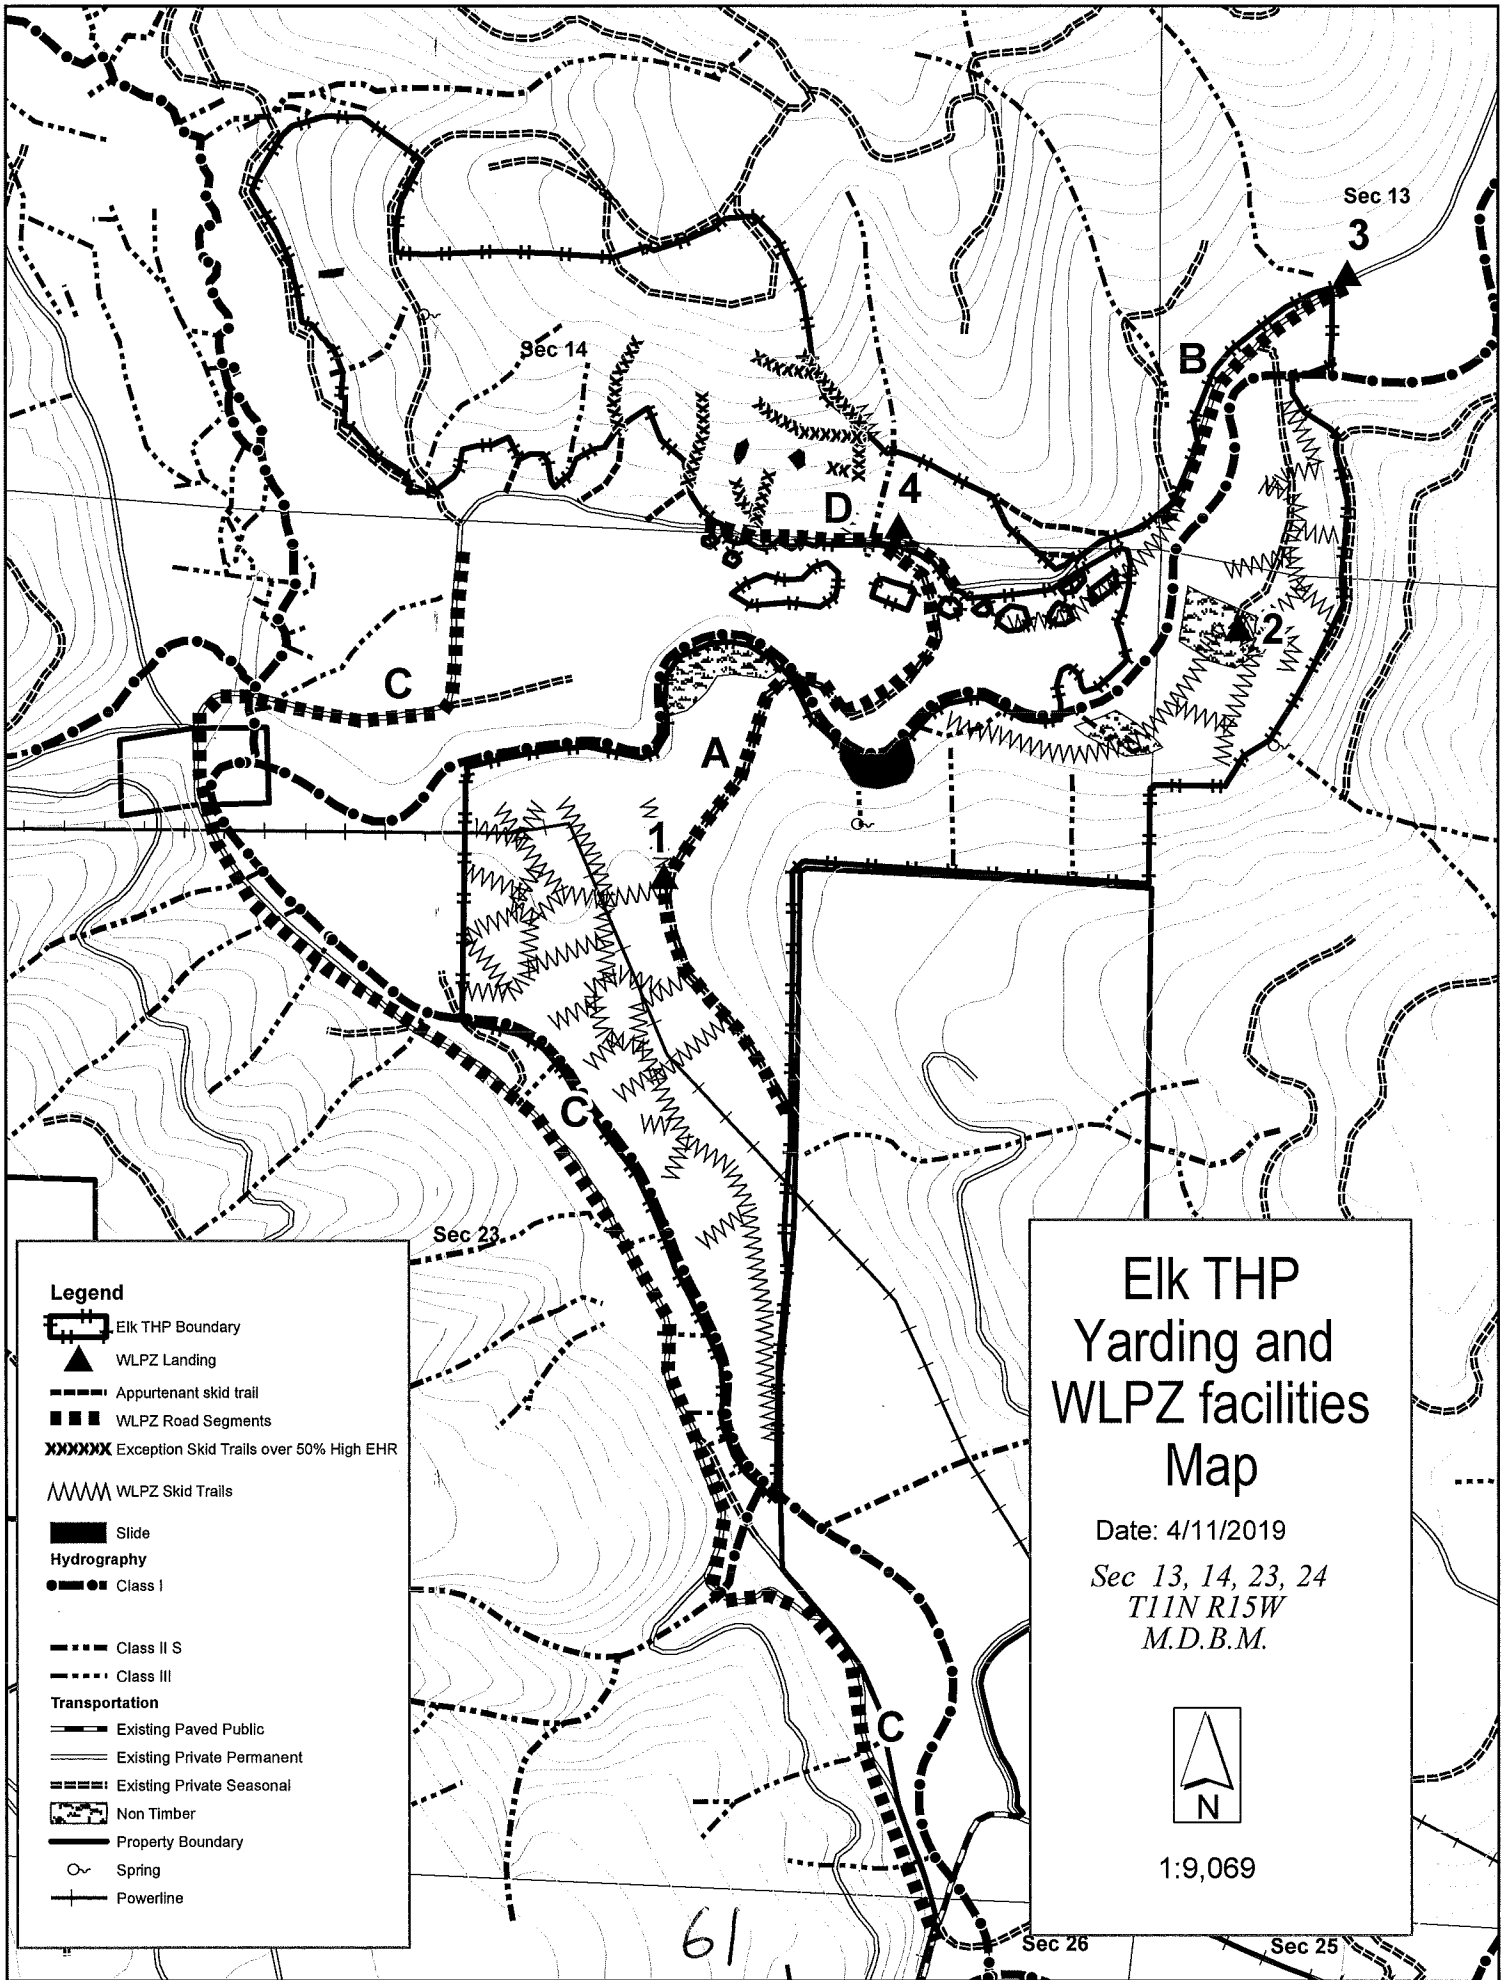 Sec 13
3
Sec 14
B
4
D
2
C
A
1
C
Sec 23
Legend
Elk THP Boundary
WLPZ Landing
Appurtenant skid trail
WLPZ Road Segments
XXXXXX Exception Skid Trails over 50% High EHR
WLPZ Skid Trails
Slide
Hydrography
Class I
Class II S
Class III
Transportation
Existing Paved Public
Existing Private Permanent
Existing Private Seasonal
Non Timber
Property Boundary
Spring
Powerline
Elk THP
Yarding and
WLPZ facilities
Map
Date: 4/11/2019
Sec 13, 14, 23, 24
T11N R15W
M.D.B.M.
N
1:9,069
C
61
Sec 26
Sec 25